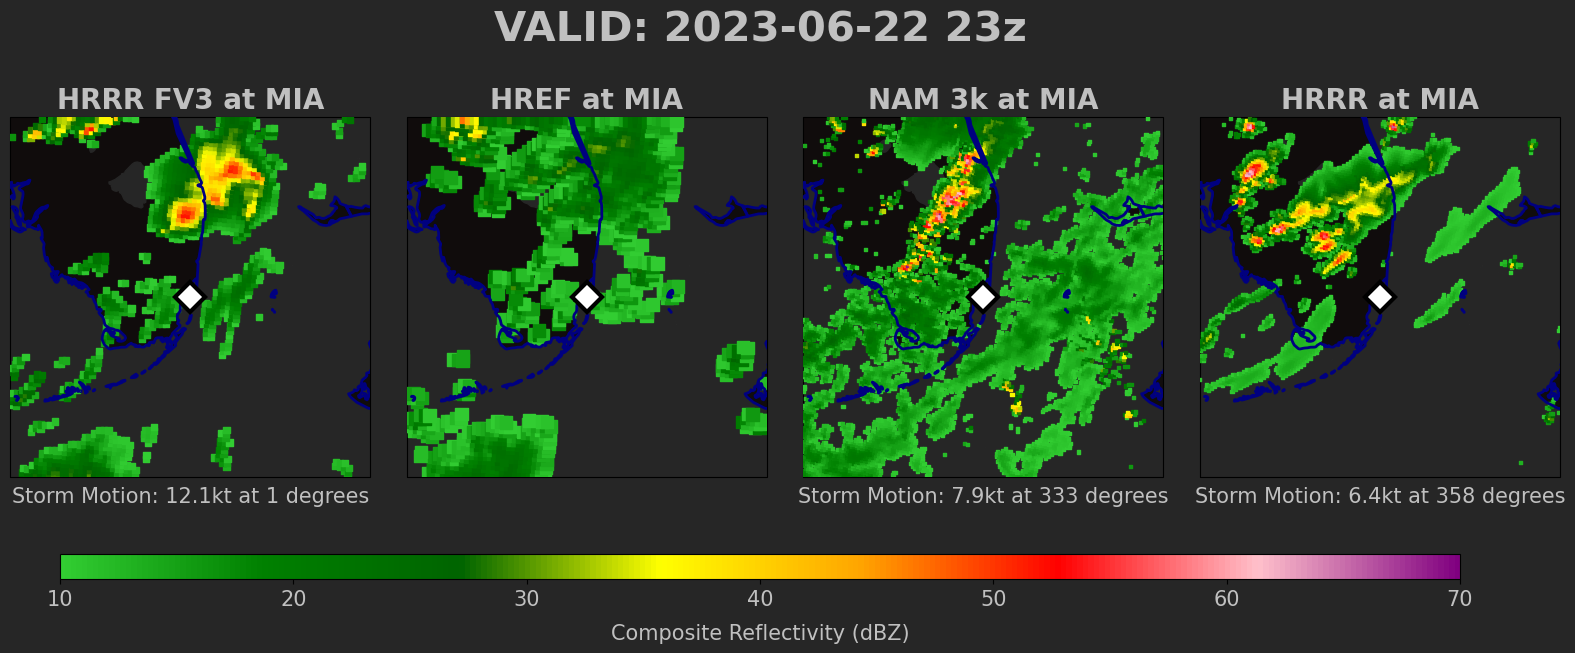 VALID: 2023-06-22 23z
HRRR FV3 at MIA
HREF at MIA
NAM 3k at MIA
HRRR at MIA
Storm Motion: 12.1kt at 1 degrees
Storm Motion: 7.9kt at 333 degrees
Storm Motion: 6.4kt at 358 degrees
10 20 30 40 50 60 70
Composite Reflectivity (dBZ)